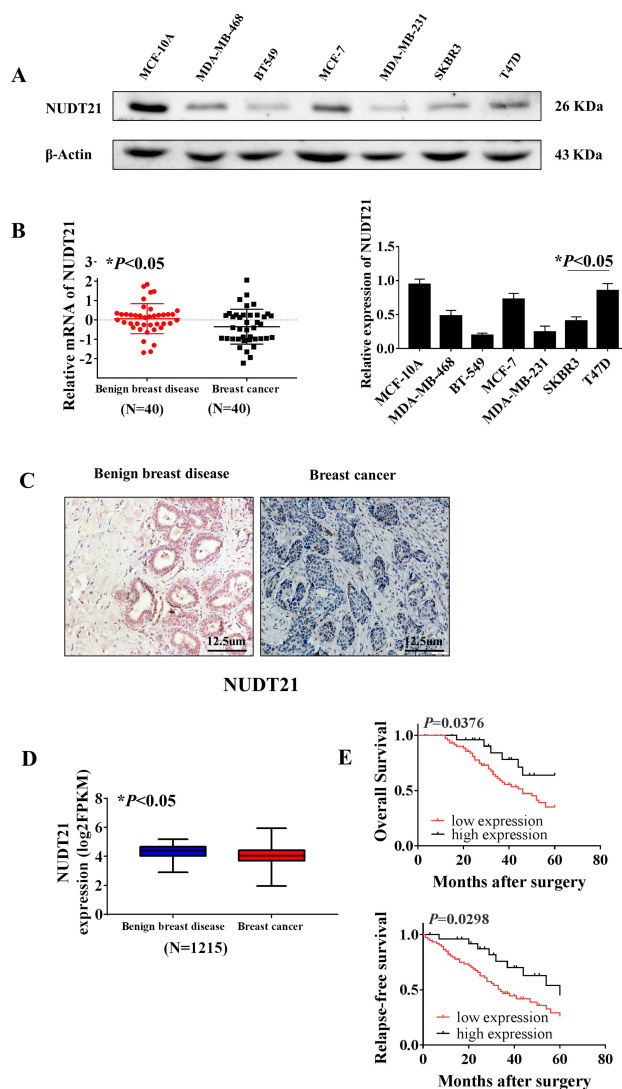 A
MCF-10A MDA-MB-468 BT549 MCF-7 MDA-MB-231 SKBR3 T47D
NUDT21 26 KDa
β-Actin 43 KDa
B
Relative mRNA of NUDT21
3
2
1
0
-1
-2
*P<0.05
Benign breast disease Breast cancer
(N=40) (N=40)
Relative expression of NUDT21
1.5
1.0
0.5
0.0
*P<0.05
MCF-10A MDA-MB-468 BT-549 MCF-7 MDA-MB-231 SKBR3 T47D
C
Benign breast disease Breast cancer
12.5um 12.5um
NUDT21
D
NUDT21
expression (log2FPKM)
8
6
4
2
0
*P<0.05
Benign breast disease Breast cancer
(N=1215)
E
P=0.0376
Overall Survival
1.0
0.5
0.0
low expression
high expression
0 20 40 60 80
Months after surgery
P=0.0298
Relapse-free survival
1.0
0.5
0.0
low expression
high expression
0 20 40 60 80
Months after surgery